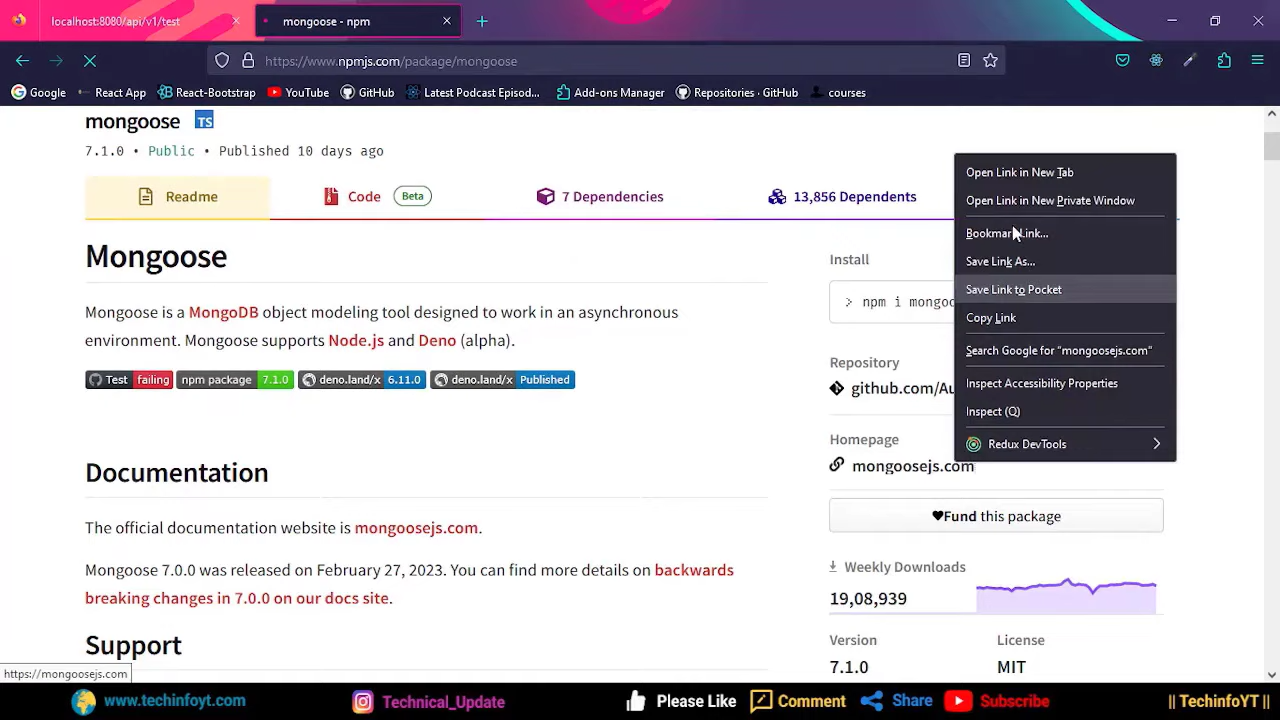 localhost:8080/api/v1/test
mongoose - npm
https://www.npmjs.com/package/mongoose
Google
React App
React-Bootstrap
YouTube
GitHub
Latest Podcast Episod...
Add-ons Manager
Repositories · GitHub
courses
mongoose TS
7.1.0 • Public • Published 10 days ago
Readme
Code Beta
7 Dependencies
13,856 Dependents
Mongoose
Mongoose is a MongoDB object modeling tool designed to work in an asynchronous
environment. Mongoose supports Node.js and Deno (alpha).
Test failing npm package 7.1.0 deno.land/x 6.11.0 deno.land/x Published
Documentation
The official documentation website is mongoosejs.com.
Mongoose 7.0.0 was released on February 27, 2023. You can find more details on backwards
breaking changes in 7.0.0 on our docs site.
Support
Install
> npm i mongoo
Repository
github.com/Au
Homepage
mongoosejs.com
Fund this package
Weekly Downloads
19,08,939
Version
License
7.1.0
MIT
Open Link in New Tab
Open Link in New Private Window
Bookmark Link...
Save Link As...
Save Link to Pocket
Copy Link
Search Google for "mongoosejs.com"
Inspect Accessibility Properties
Inspect (Q)
Redux DevTools
https://mongoosejs.com
www.techinfoyt.com
Technical_Update
Please Like
Comment
Share
Subscribe
|| TechinfoYT ||